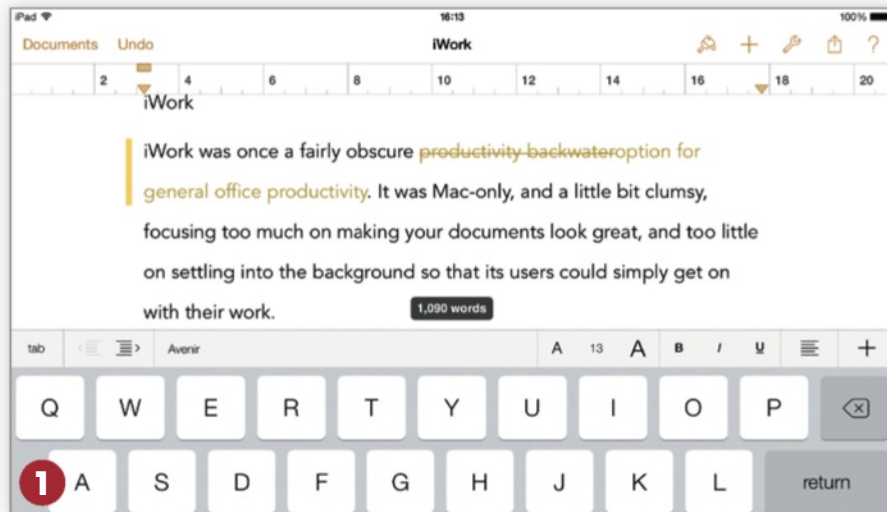 iPad 16:13 100%
Documents Undo iWork ?
2 4 6 8 10 12 14 16 18 20
iWork
iWork was once a fairly obscure productivity backwateroption for
general office productivity. It was Mac-only, and a little bit clumsy,
focusing too much on making your documents look great, and too little
on settling into the background so that its users could simply get on
with their work.
1,090 words
tab Avenir A 13 A B I U
Q W E R T Y U I O P
1 A S D F G H J K L return